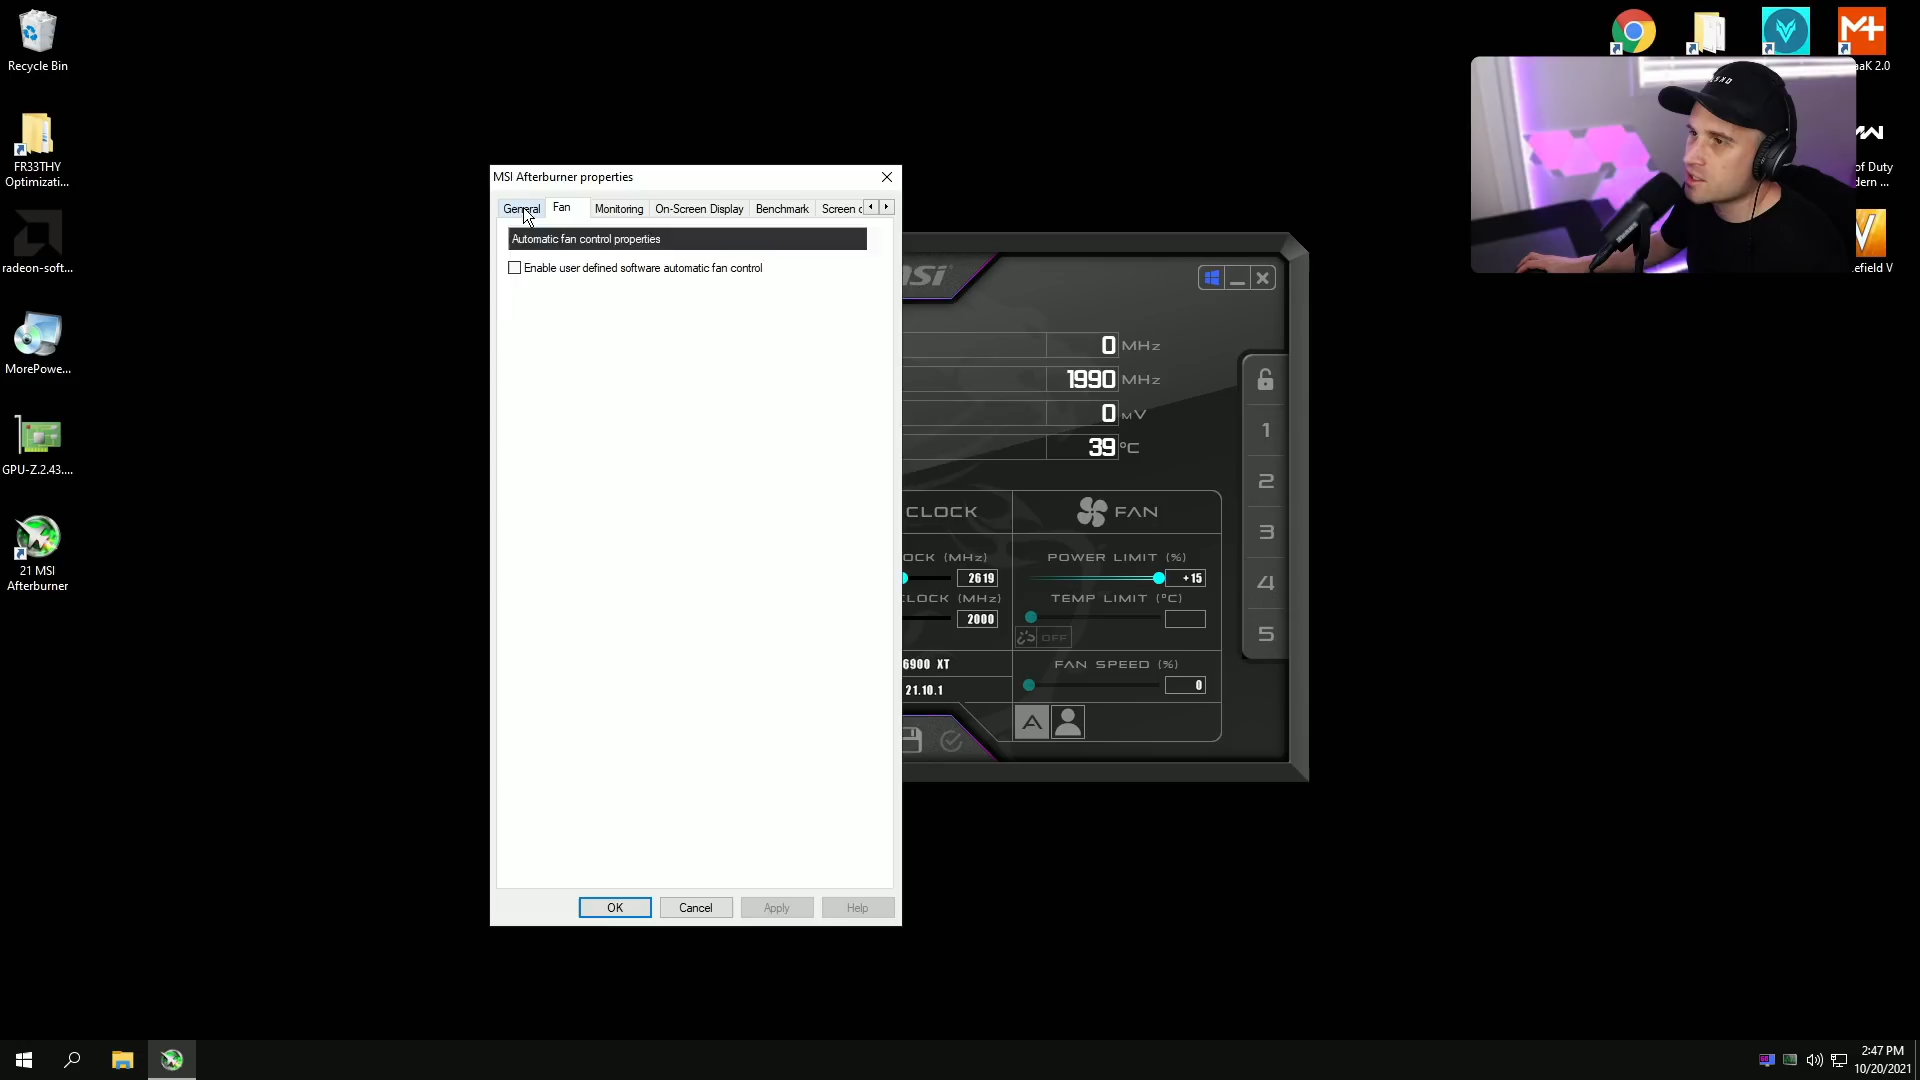 Recycle Bin
FR33THY
Optimizati...
radeon-soft...
MorePowe...
GPU-Z.2.43....
21 MSI
Afterburner
MSI Afterburner properties
General
Fan
Monitoring
On-Screen Display
Benchmark
Screen c
Automatic fan control properties
Enable user defined software automatic fan control
OK
Cancel
Apply
Help
msi
0 MHz
1990 MHz
0 mV
39 °C
CLOCK
FAN
OCK (MHz)
2619
CLOCK (MHz)
2000
POWER LIMIT (%)
+15
TEMP LIMIT (°C)
OFF
6900 XT
21.10.1
FAN SPEED (%)
0
A
1
2
3
4
5
aaK 2.0
of Duty
dern ...
efield V
2:47 PM
10/20/2021